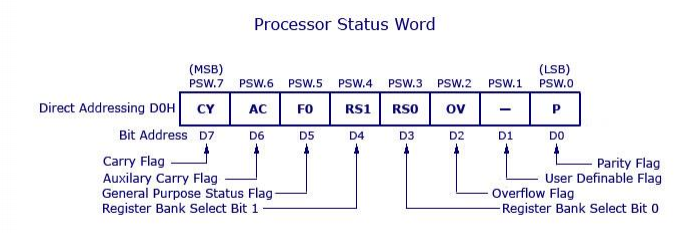 Processor Status Word
(MSB) (LSB)
PSW.7 PSW.6 PSW.5 PSW.4 PSW.3 PSW.2 PSW.1 PSW.0
Direct Addressing D0H CY AC F0 RS1 RS0 OV — P
Bit Address D7 D6 D5 D4 D3 D2 D1 D0
Carry Flag Parity Flag
Auxilary Carry Flag User Definable Flag
General Purpose Status Flag Overflow Flag
Register Bank Select Bit 1 Register Bank Select Bit 0